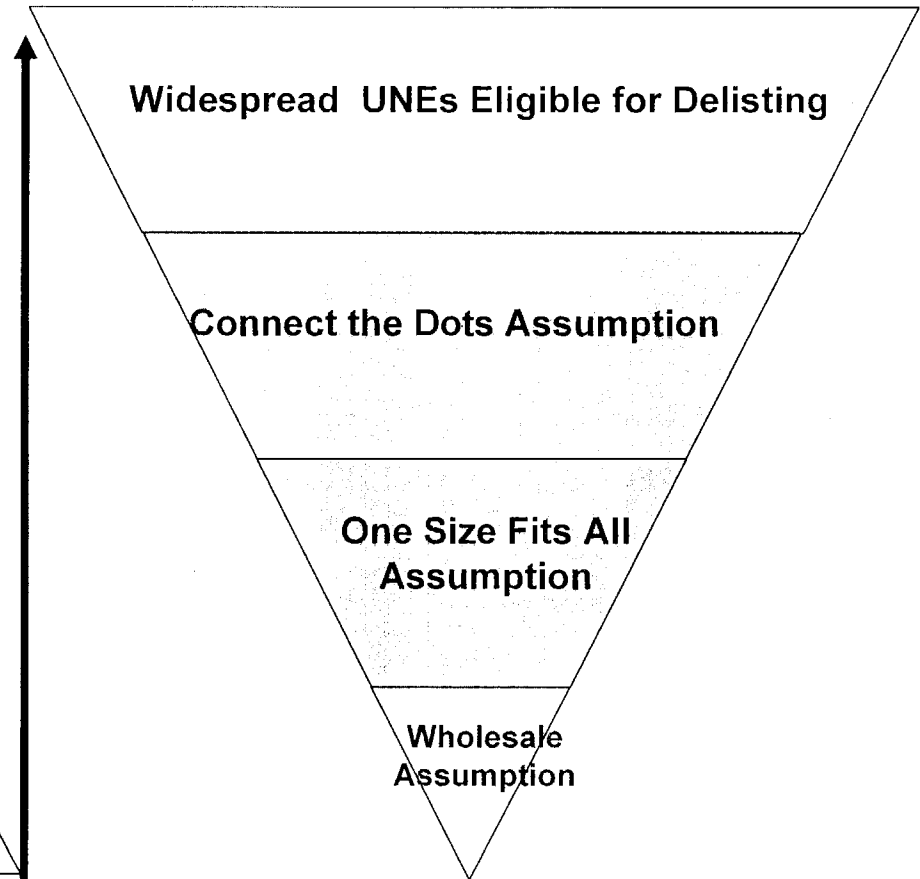 Widespread UNEs Eligible for Delisting
Connect the Dots Assumption
One Size Fits All
Assumption
Wholesale
Assumption